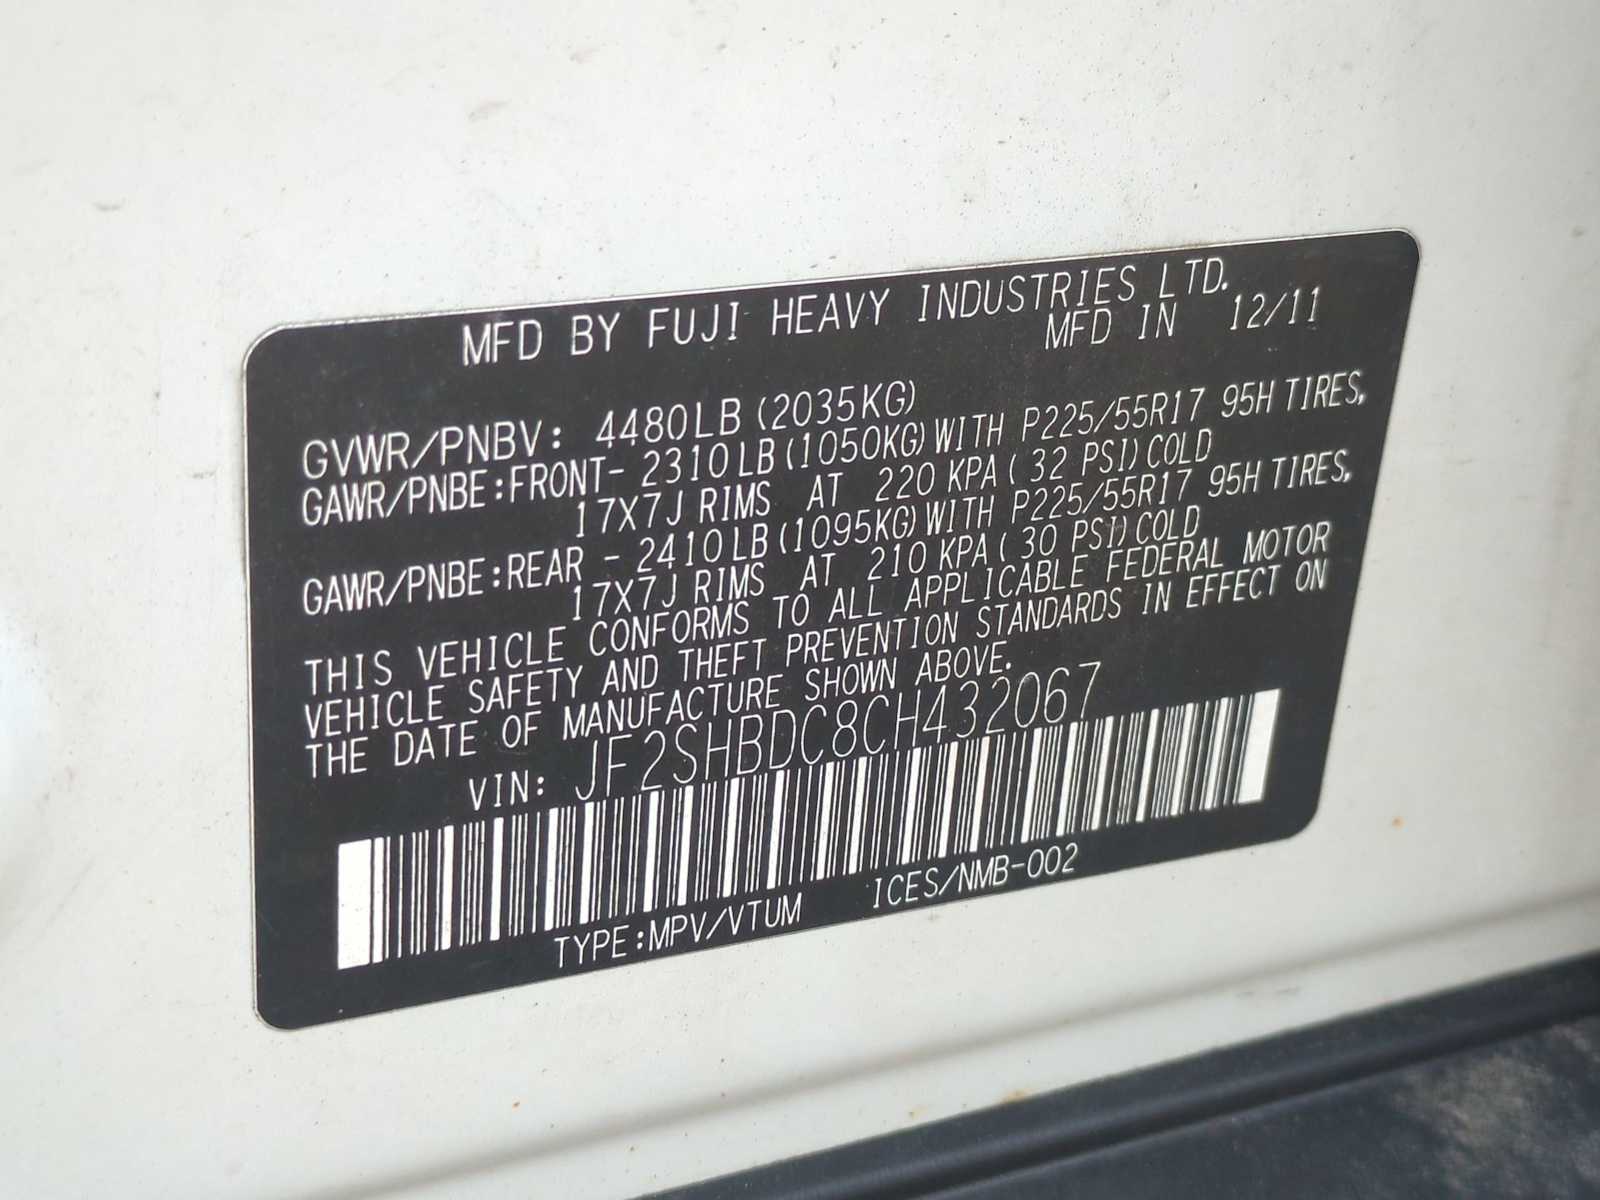 MFD BY FUJI HEAVY INDUSTRIES LTD.
MFD IN 12/11
GVWR/PNBV: 4480LB (2035KG)
GAWR/PNBE:FRONT- 2310LB (1050KG) WITH P225/55R17 95H TIRES,
17X7J RIMS AT 220 KPA ( 32 PSI) COLD
GAWR/PNBE:REAR - 2410LB (1095KG) WITH P225/55R17 95H TIRES,
17X7J RIMS AT 210 KPA ( 30 PSI) COLD
THIS VEHICLE CONFORMS TO ALL APPLICABLE FEDERAL MOTOR
VEHICLE SAFETY AND THEFT PREVENTION STANDARDS IN EFFECT ON
THE DATE OF MANUFACTURE SHOWN ABOVE.
VIN: JF2SHBDC8CH432067
TYPE:MPV/VTUM ICES/NMB-002